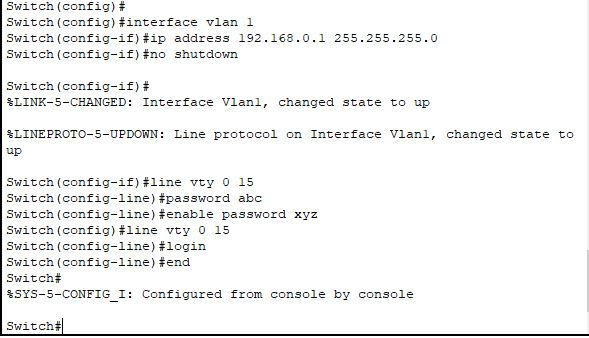 Switch(config)#
Switch(config)#interface vlan 1
Switch(config-if)#ip address 192.168.0.1 255.255.255.0
Switch(config-if)#no shutdown
Switch(config-if)#
%LINK-5-CHANGED: Interface Vlan1, changed state to up
%LINEPROTO-5-UPDOWN: Line protocol on Interface Vlan1, changed state to
up
Switch(config-if)#line vty 0 15
Switch(config-line)#password abc
Switch(config-line)#enable password xyz
Switch(config)#line vty 0 15
Switch(config-line)#login
Switch(config-line)#end
Switch#
%SYS-5-CONFIG_I: Configured from console by console
Switch#